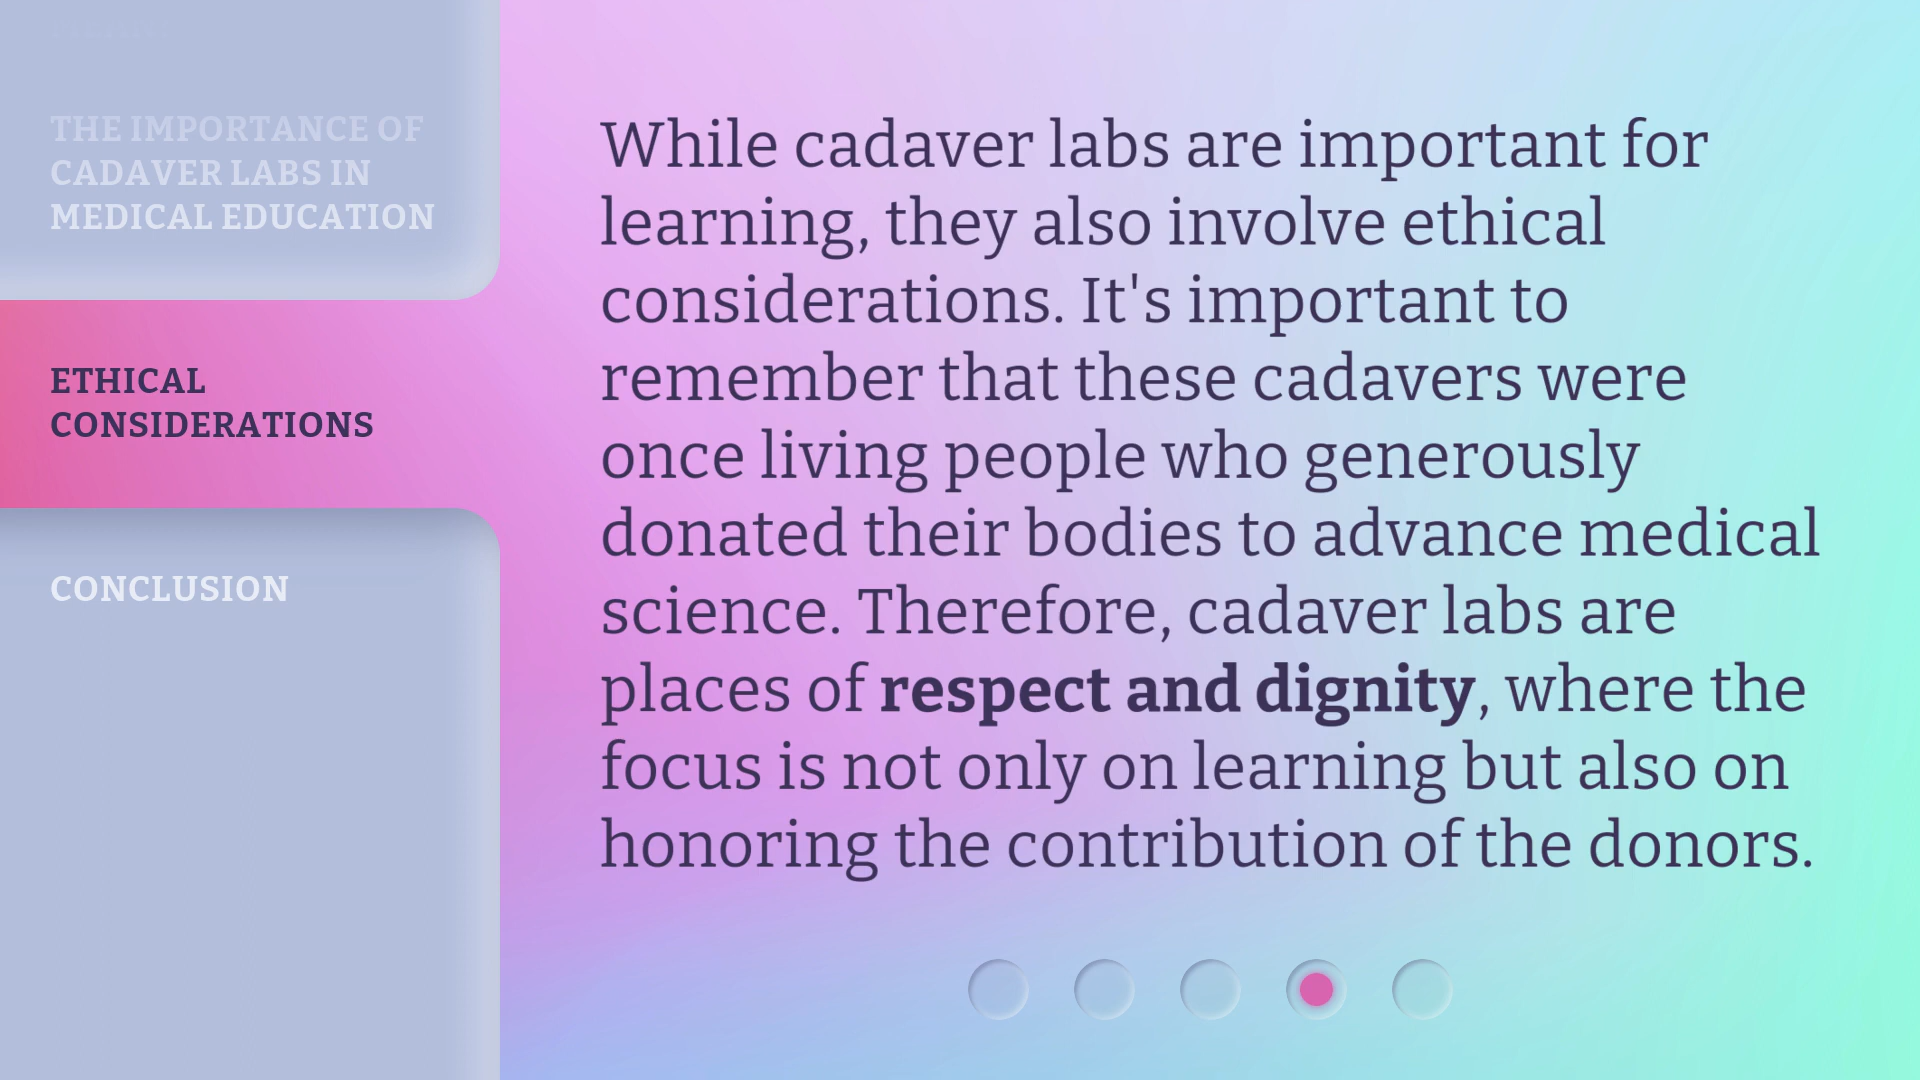 THE IMPORTANCE OF
CADAVER LABS IN
MEDICAL EDUCATION
ETHICAL
CONSIDERATIONS
CONCLUSION
While cadaver labs are important for
learning, they also involve ethical
considerations. It's important to
remember that these cadavers were
once living people who generously
donated their bodies to advance medical
science. Therefore, cadaver labs are
places of respect and dignity, where the
focus is not only on learning but also on
honoring the contribution of the donors.